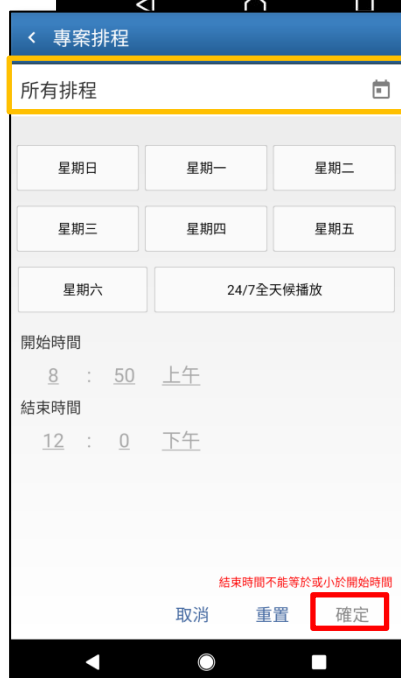 專案排程
所有排程
星期日 星期一 星期二
星期三 星期四 星期五
星期六 24/7全天候播放
開始時間
8 : 50 上午
結束時間
12 : 0 下午
結束時間不能等於或小於開始時間
取消 重置 確定